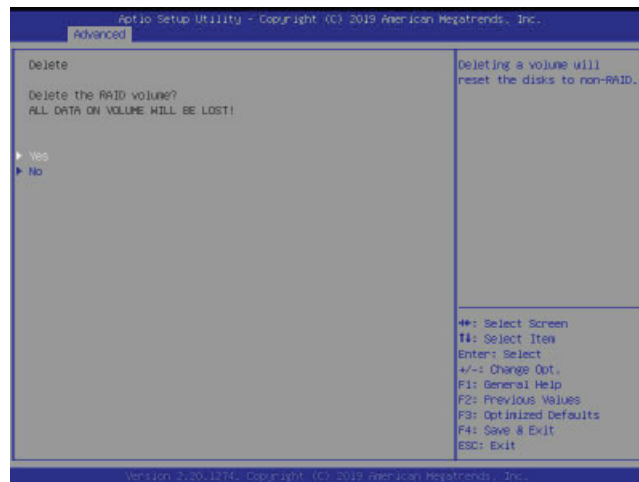 Aptio Setup Utility - Copyright (C) 2019 American Megatrends, Inc.
Advanced
Delete
Delete the RAID volume?
ALL DATA ON VOLUME WILL BE LOST!
Yes
No
Deleting a volume will
reset the disks to non-RAID.
→←: Select Screen
↑↓: Select Item
Enter: Select
+/-: Change Opt.
F1: General Help
F2: Previous Values
F3: Optimized Defaults
F4: Save & Exit
ESC: Exit
Version 2.20.1274. Copyright (C) 2019 American Megatrends, Inc.